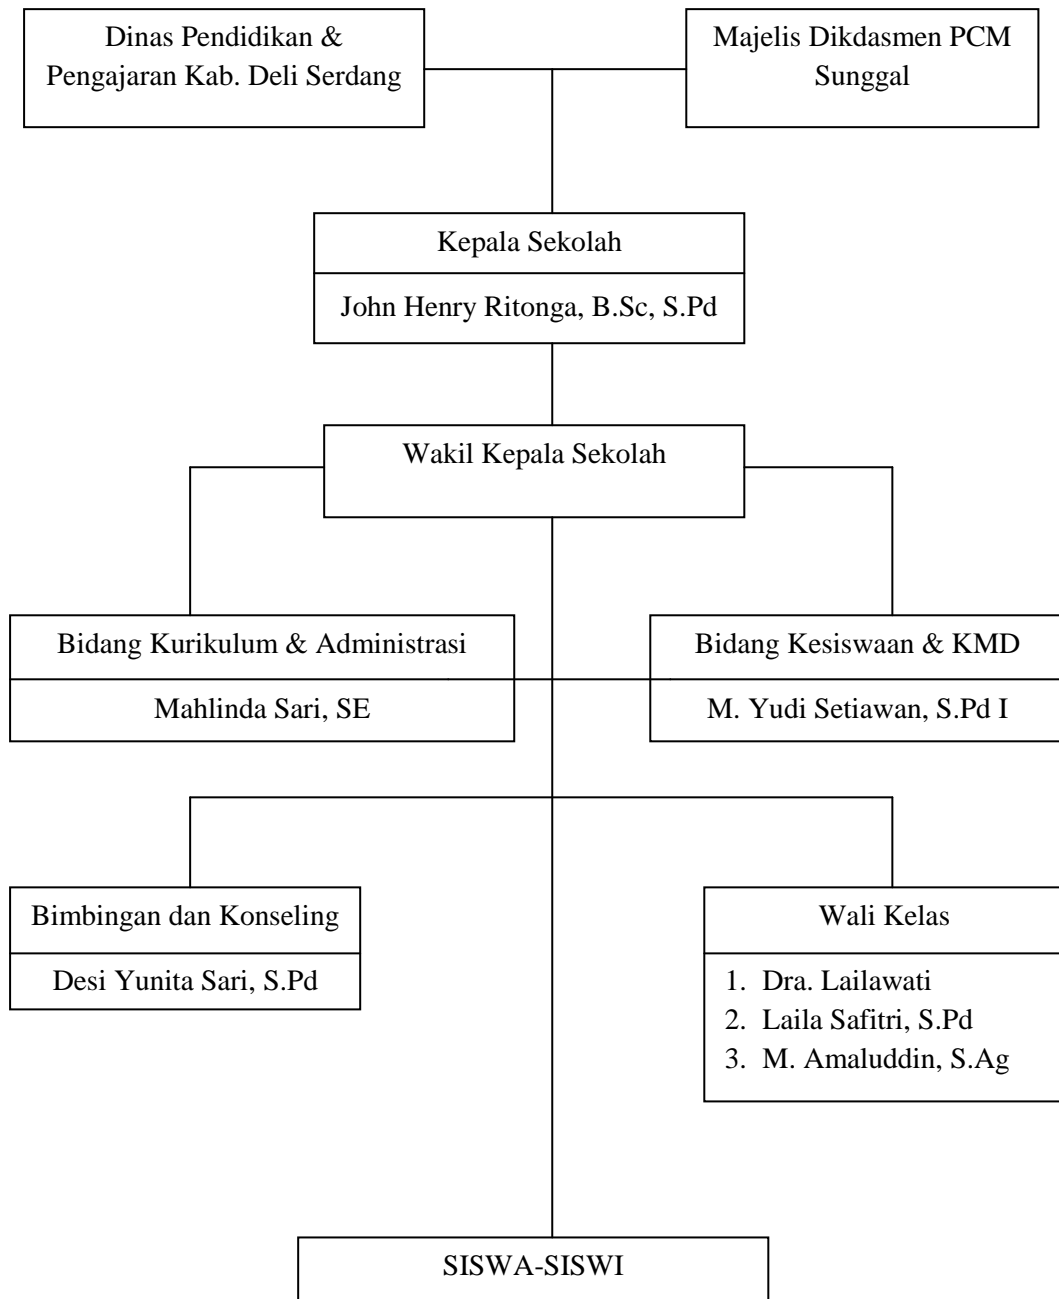 Dinas Pendidikan &
Pengajaran Kab. Deli Serdang
Majelis Dikdasmen PCM
Sunggal
Kepala Sekolah
John Henry Ritonga, B.Sc, S.Pd
Wakil Kepala Sekolah
Bidang Kurikulum & Administrasi
Mahlinda Sari, SE
Bidang Kesiswaan & KMD
M. Yudi Setiawan, S.Pd I
Bimbingan dan Konseling
Desi Yunita Sari, S.Pd
Wali Kelas
1. Dra. Lailawati
2. Laila Safitri, S.Pd
3. M. Amaluddin, S.Ag
SISWA-SISWI